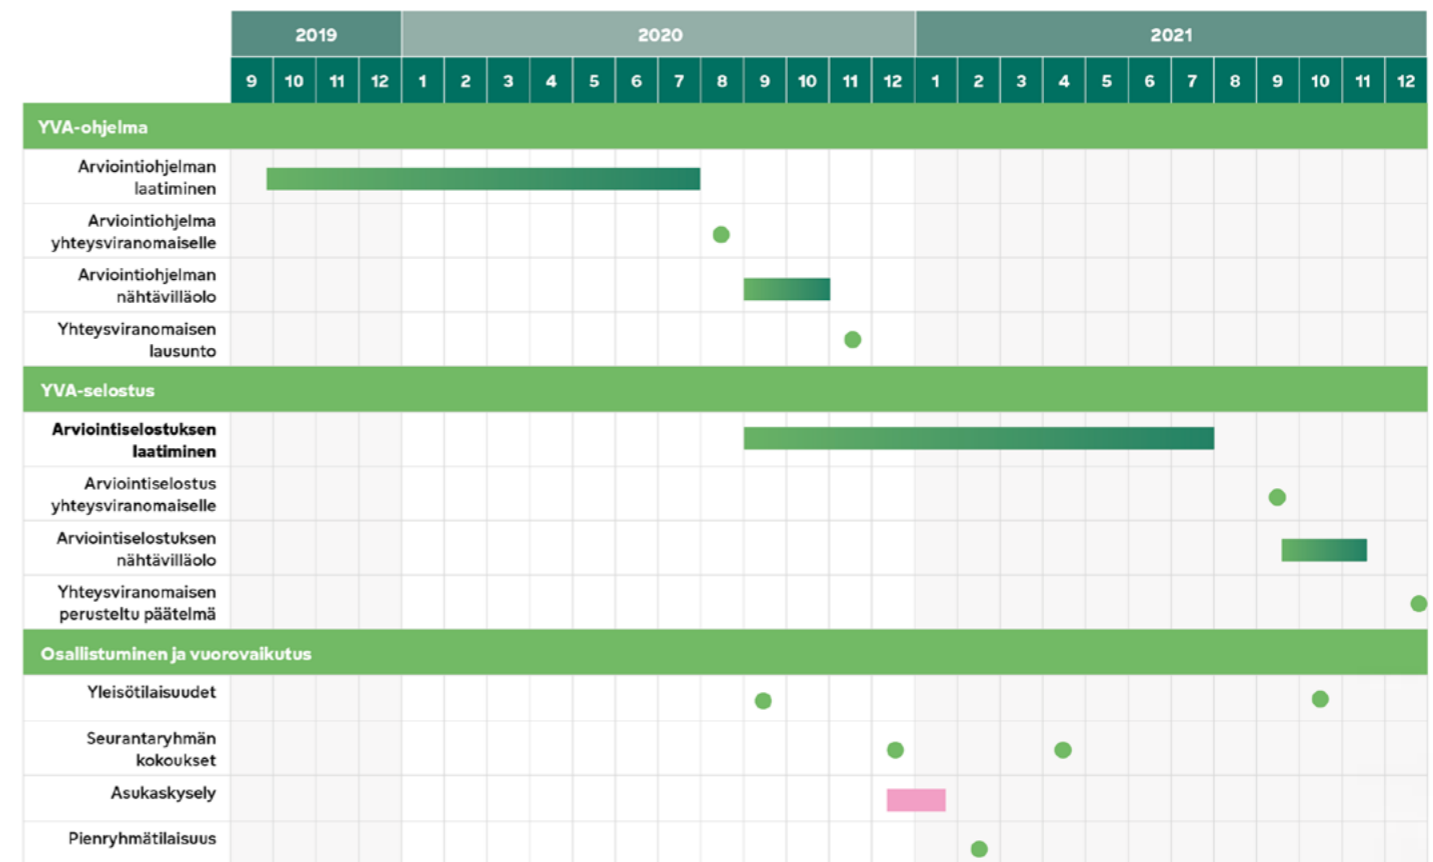 2019 2020 2021
9 10 11 12 1 2 3 4 5 6 7 8 9 10 11 12 1 2 3 4 5 6 7 8 9 10 11 12
YVA-ohjelma
Arviointiohjelman
laatiminen
Arviointiohjelma
yhteysviranomaiselle
Arviointiohjelman
nähtävilläolo
Yhteysviranomaisen
lausunto
YVA-selostus
Arviointiselostuksen
laatiminen
Arviointiselostus
yhteysviranomaiselle
Arviointiselostuksen
nähtävilläolo
Yhteysviranomaisen
perusteltu päätelmä
Osallistuminen ja vuorovaikutus
Yleisötilaisuudet
Seurantaryhmän
kokoukset
Asukaskysely
Pienryhmätilaisuus